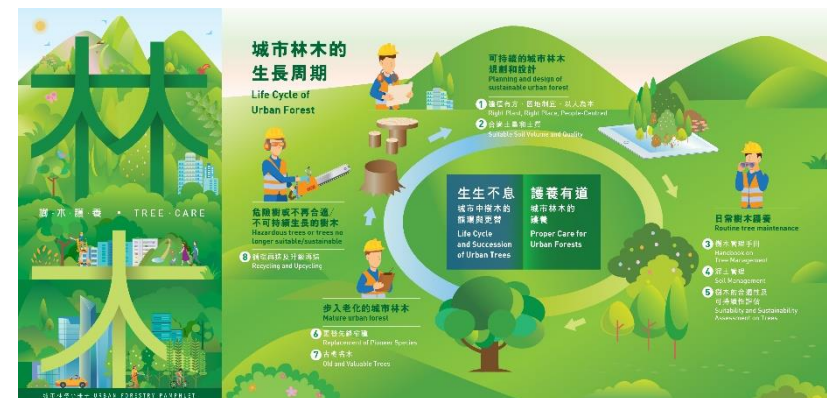 林
木
樹·木·護·養 • TREE·CARE
URBAN FORESTRY PAMPHLET
城市林木的
生長周期
Life Cycle of
Urban Forest
可持續的城市林木
規劃和設計
Planning and design of
sustainable urban forest
1 植樹有方、因地制宜、以人為本
Right Plant, Right Place, People-Centred
2 合適土量和土質
Suitable Soil Volume and Quality
日常樹木護養
Routine tree maintenance
3 樹木管理手冊
Handbook on
Tree Management
4 泥土管理
Soil Management
5 樹木的合適性及
可持續性評估
Suitability and Sustainability
Assessment on Trees
步入老化的城市林木
Mature urban forest
6 更替先鋒樹種
Replacement of Pioneer Species
7 古老名木
Old and Valuable Trees
危險樹或不再合適/
不可持續生長的樹木
Hazardous trees or trees no
longer suitable/sustainable
8 循環再造及升級再造
Recycling and Upcycling
生生不息
城市中樹木的
循環與更替
Life Cycle
and Succession
of Urban Trees
護養有道
城市林木的
護養
Proper Care for
Urban Forests